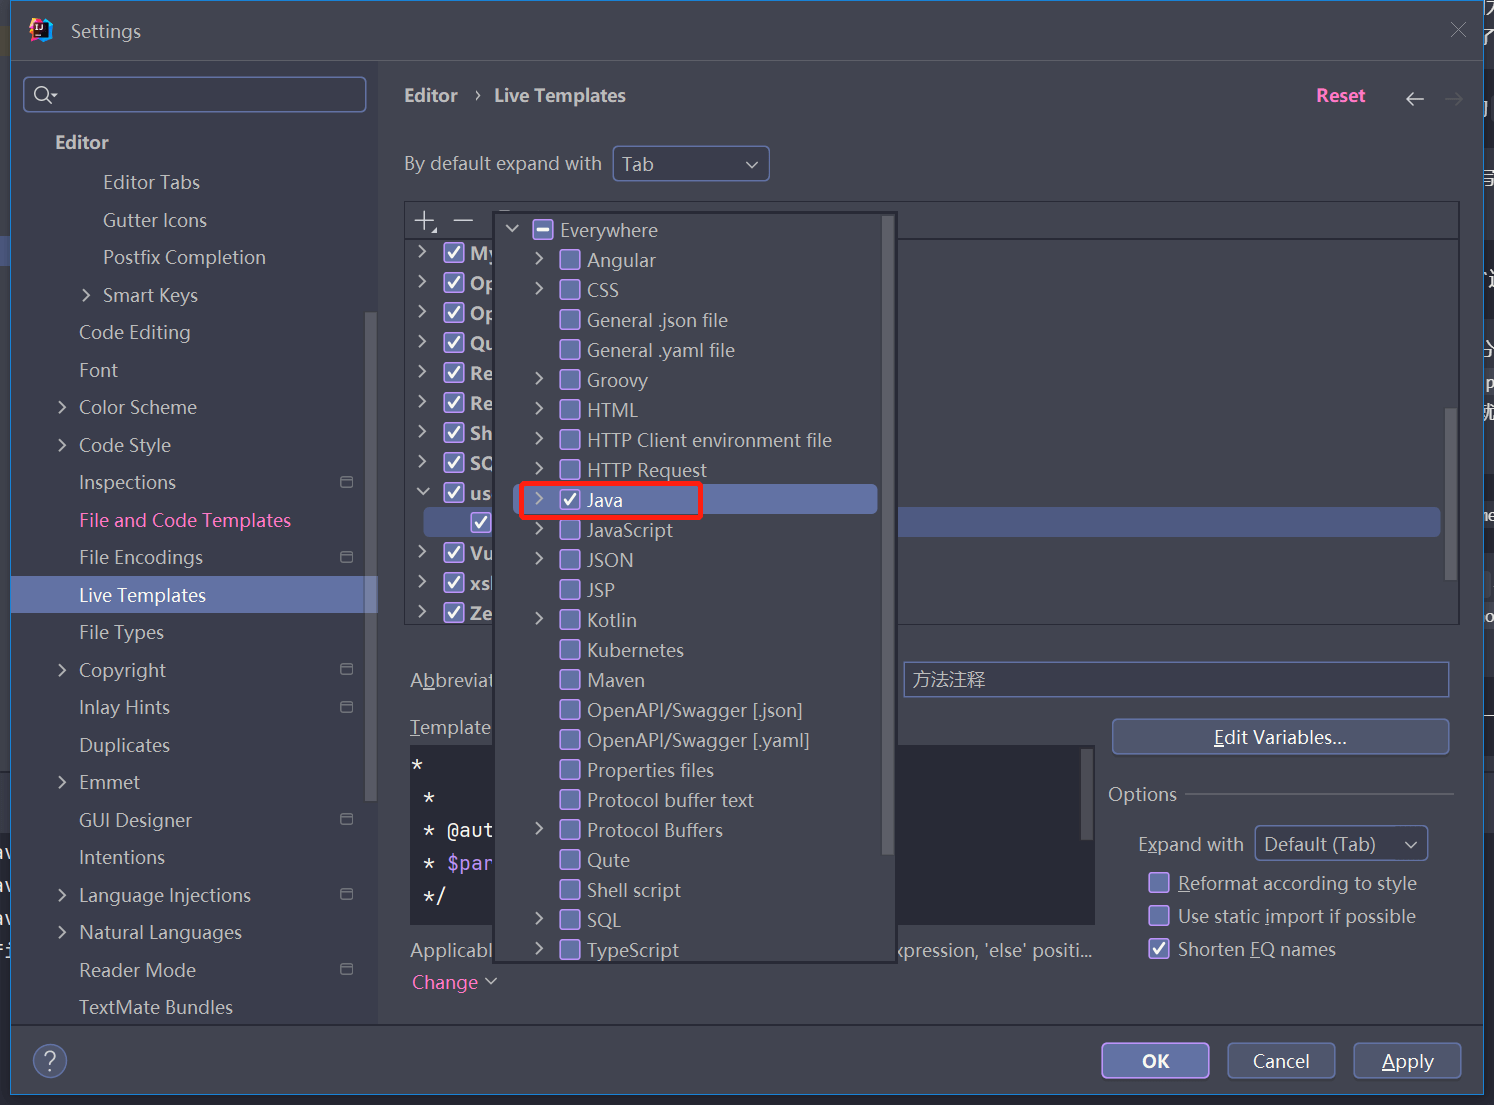 Settings
Editor › Live Templates
Reset
Editor
Editor Tabs
Gutter Icons
Postfix Completion
Smart Keys
Code Editing
Font
Color Scheme
Code Style
Inspections
File and Code Templates
File Encodings
Live Templates
File Types
Copyright
Inlay Hints
Duplicates
Emmet
GUI Designer
Intentions
Language Injections
Natural Languages
Reader Mode
TextMate Bundles
By default expand with Tab
My
Op
Op
Qu
Re
Re
Sh
SQ
us
Vu
xsl
Ze
Everywhere
Angular
CSS
General .json file
General .yaml file
Groovy
HTML
HTTP Client environment file
HTTP Request
Java
JavaScript
JSON
JSP
Kotlin
Kubernetes
Maven
OpenAPI/Swagger [.json]
OpenAPI/Swagger [.yaml]
Properties files
Protocol buffer text
Protocol Buffers
Qute
Shell script
SQL
TypeScript
Abbreviat
方法注释
Template
*
*
* @aut
* $par
*/
Edit Variables...
Options
Expand with Default (Tab)
Reformat according to style
Use static import if possible
Shorten FQ names
Applicabl
xpression, 'else' positi...
Change
? OK Cancel Apply